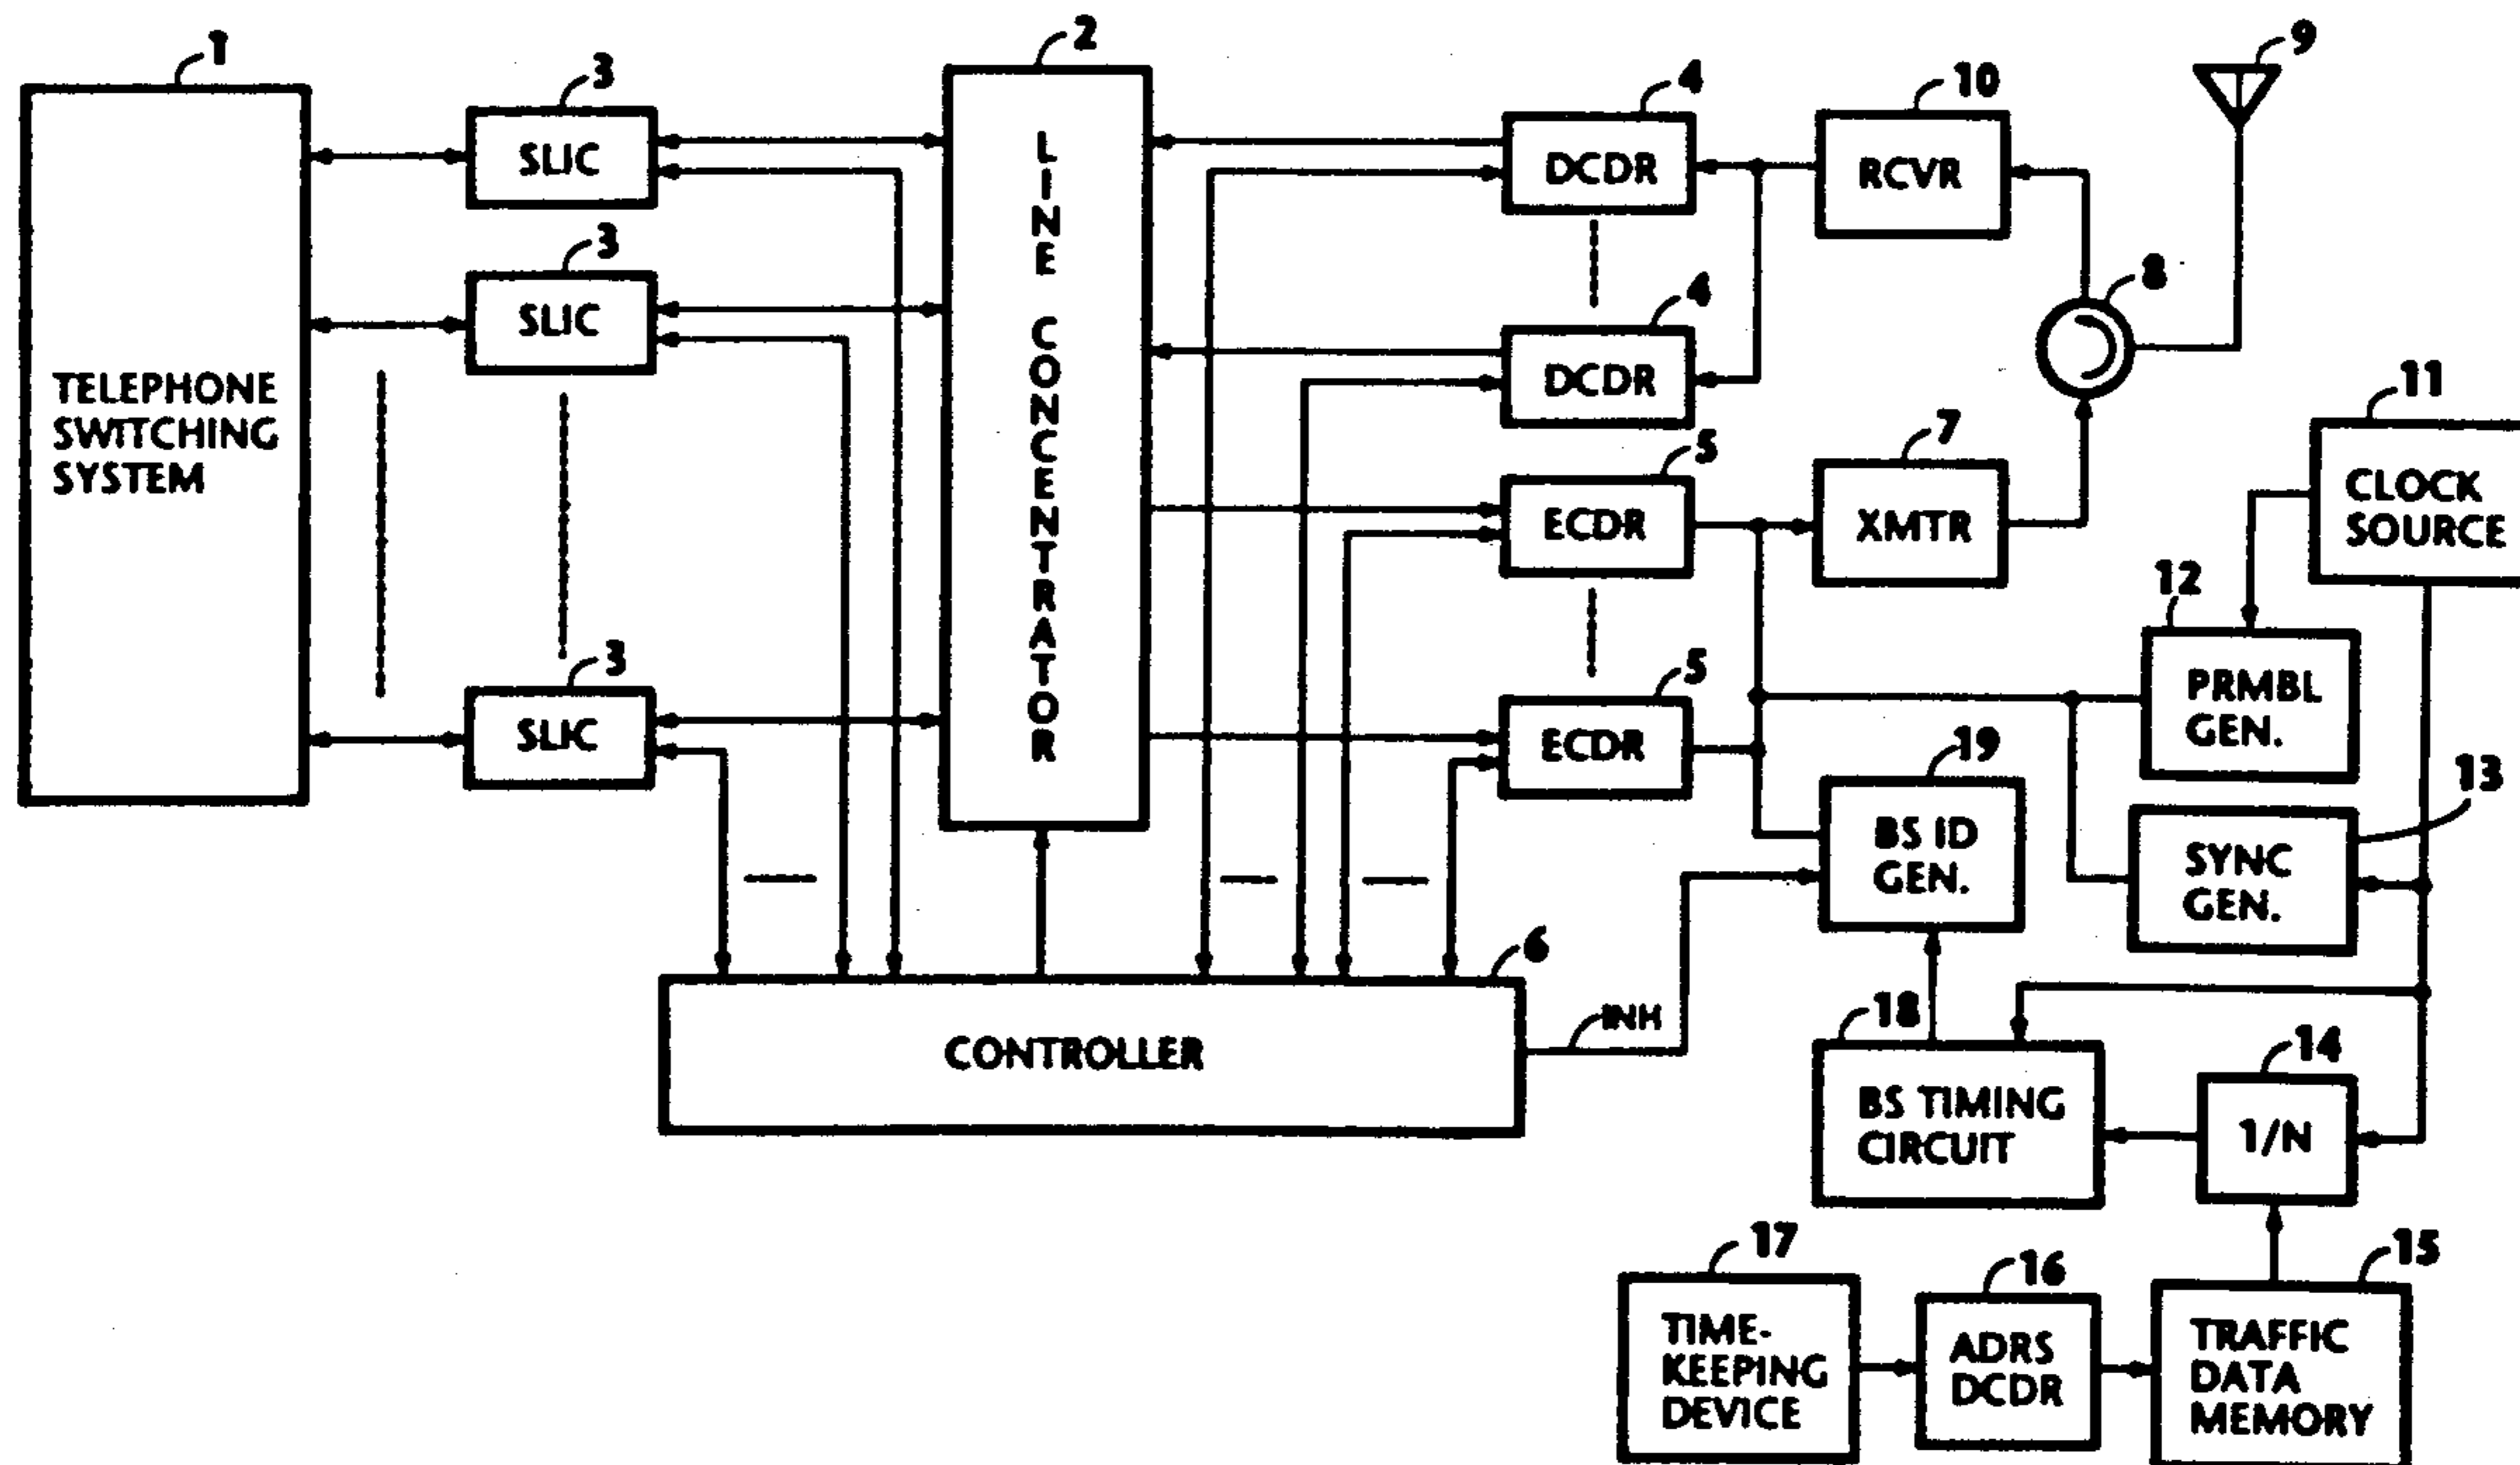 1
2
3
4
10
9
SLIC
DCDR
RCVR
3
4
8
SLIC
DCDR
TELEPHONE
SWITCHING
SYSTEM
LINE CONCENTRATOR
5
7
11
ECDR
XMTR
CLOCK
SOURCE
12
3
5
SLIC
ECDR
PRMBL
GEN.
19
13
BS ID
GEN.
SYNC
GEN.
6
INH
18
14
CONTROLLER
BS TIMING
CIRCUIT
1/N
17
16
15
TIME-
KEEPING
DEVICE
ADRS
DCDR
TRAFFIC
DATA
MEMORY